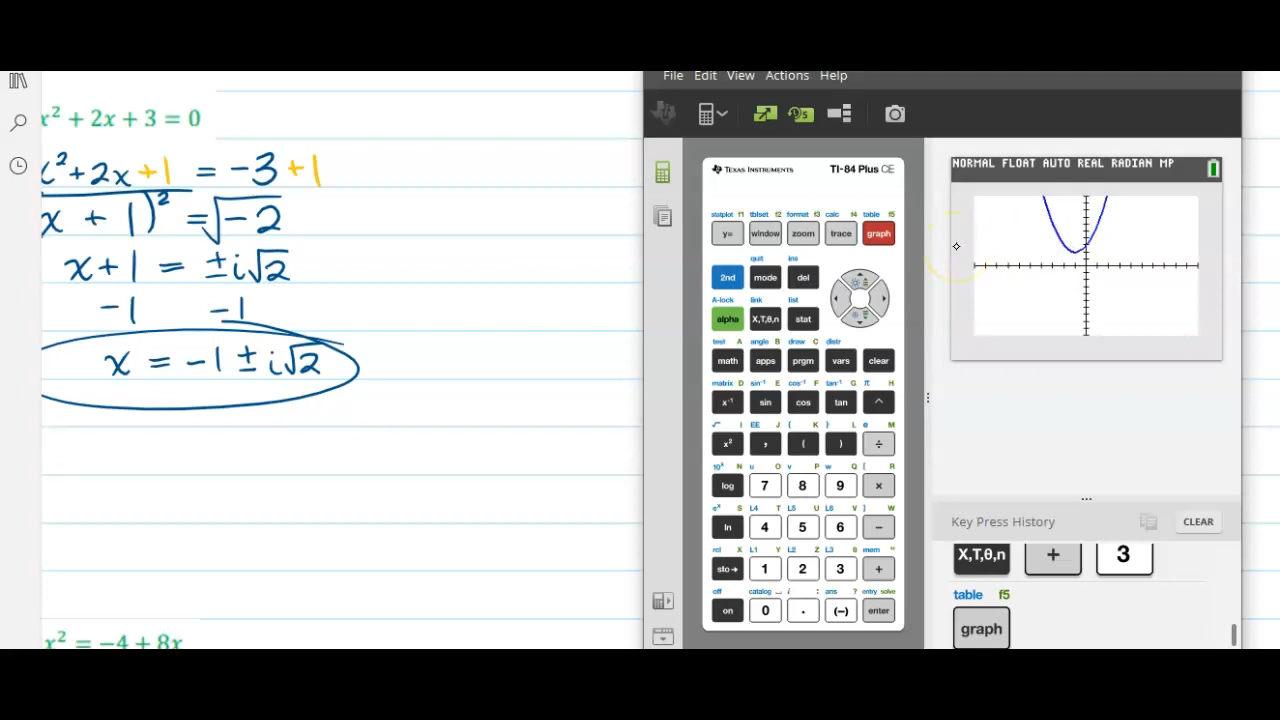 x² + 2x + 3 = 0
x² + 2x + 1 = -3 + 1
x + 1)² = √-2
x + 1 = ± i√2
-1 -1
x = -1 ± i√2
x² = -4 + 8x
File Edit View Actions Help
TEXAS INSTRUMENTS TI-84 Plus CE
statplot f1 tblset f2 format f3 calc f4 table f5
y= window zoom trace graph
quit ins
2nd mode del
A-lock link list
alpha X,T,θ,n stat
test A angle B draw C distr
math apps prgm vars clear
matrix D sin⁻¹ E cos⁻¹ F tan⁻¹ G π H
x⁻¹ sin cos tan ^
√ I EE J { K } L e M
x² , ( ) ÷
10ˣ N u O v P w Q [ R
log 7 8 9 ×
eˣ S L4 T L5 U L6 V ] W
ln 4 5 6 −
rcl X L1 Y L2 Z L3 θ mem "
sto→ 1 2 3 +
off catalog ⎵ i : ans ? entry solve
on 0 . (−) enter
NORMAL FLOAT AUTO REAL RADIAN MP
Key Press History CLEAR
X,T,θ,n + 3
table f5
graph